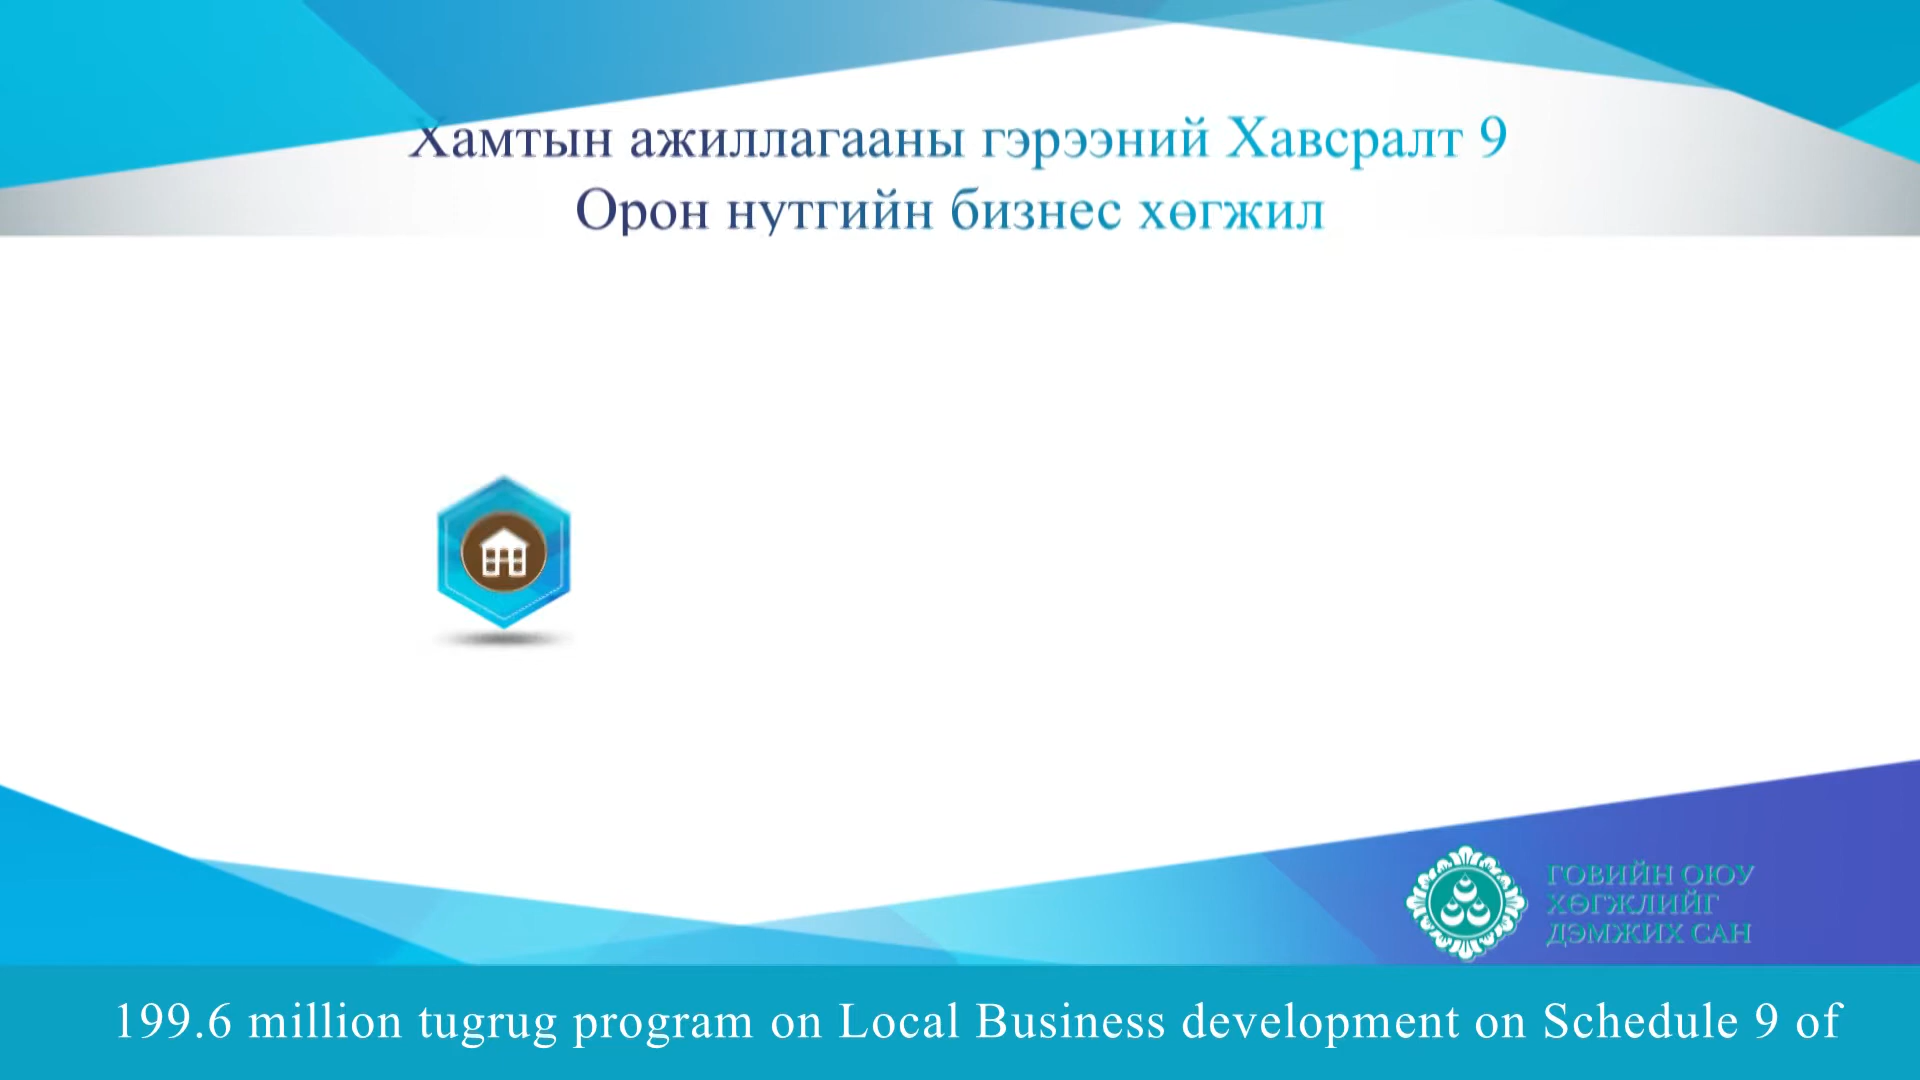 Хамтын ажиллагааны гэрээний Хавсралт 9
Орон нутгийн бизнес хөгжил
ГОВИЙН ОЮУ
ХӨГЖЛИЙГ
ДЭМЖИХ САН
199.6 million tugrug program on Local Business development on Schedule 9 of